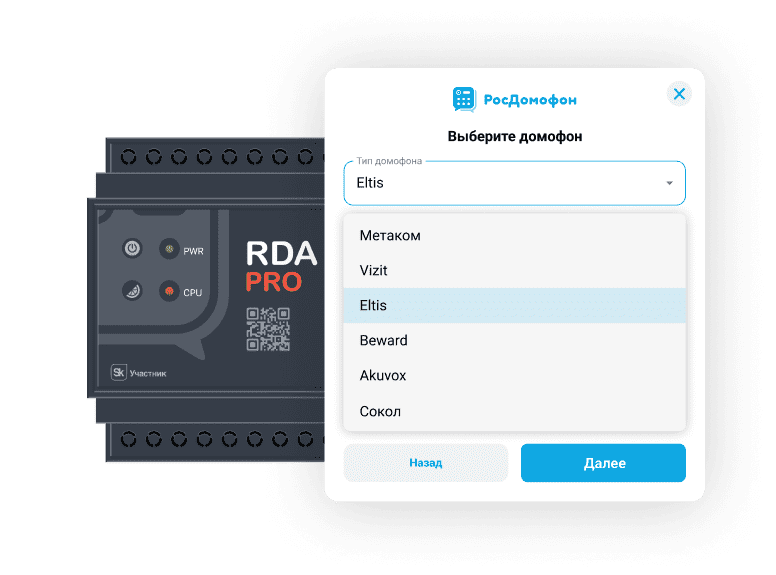 РосДомофон
Выберите домофон
Тип домофона
Eltis
Метаком
Vizit
Eltis
Beward
Akuvox
Сокол
Назад
Далее
PWR
CPU
RDA
PRO
Sk Участник